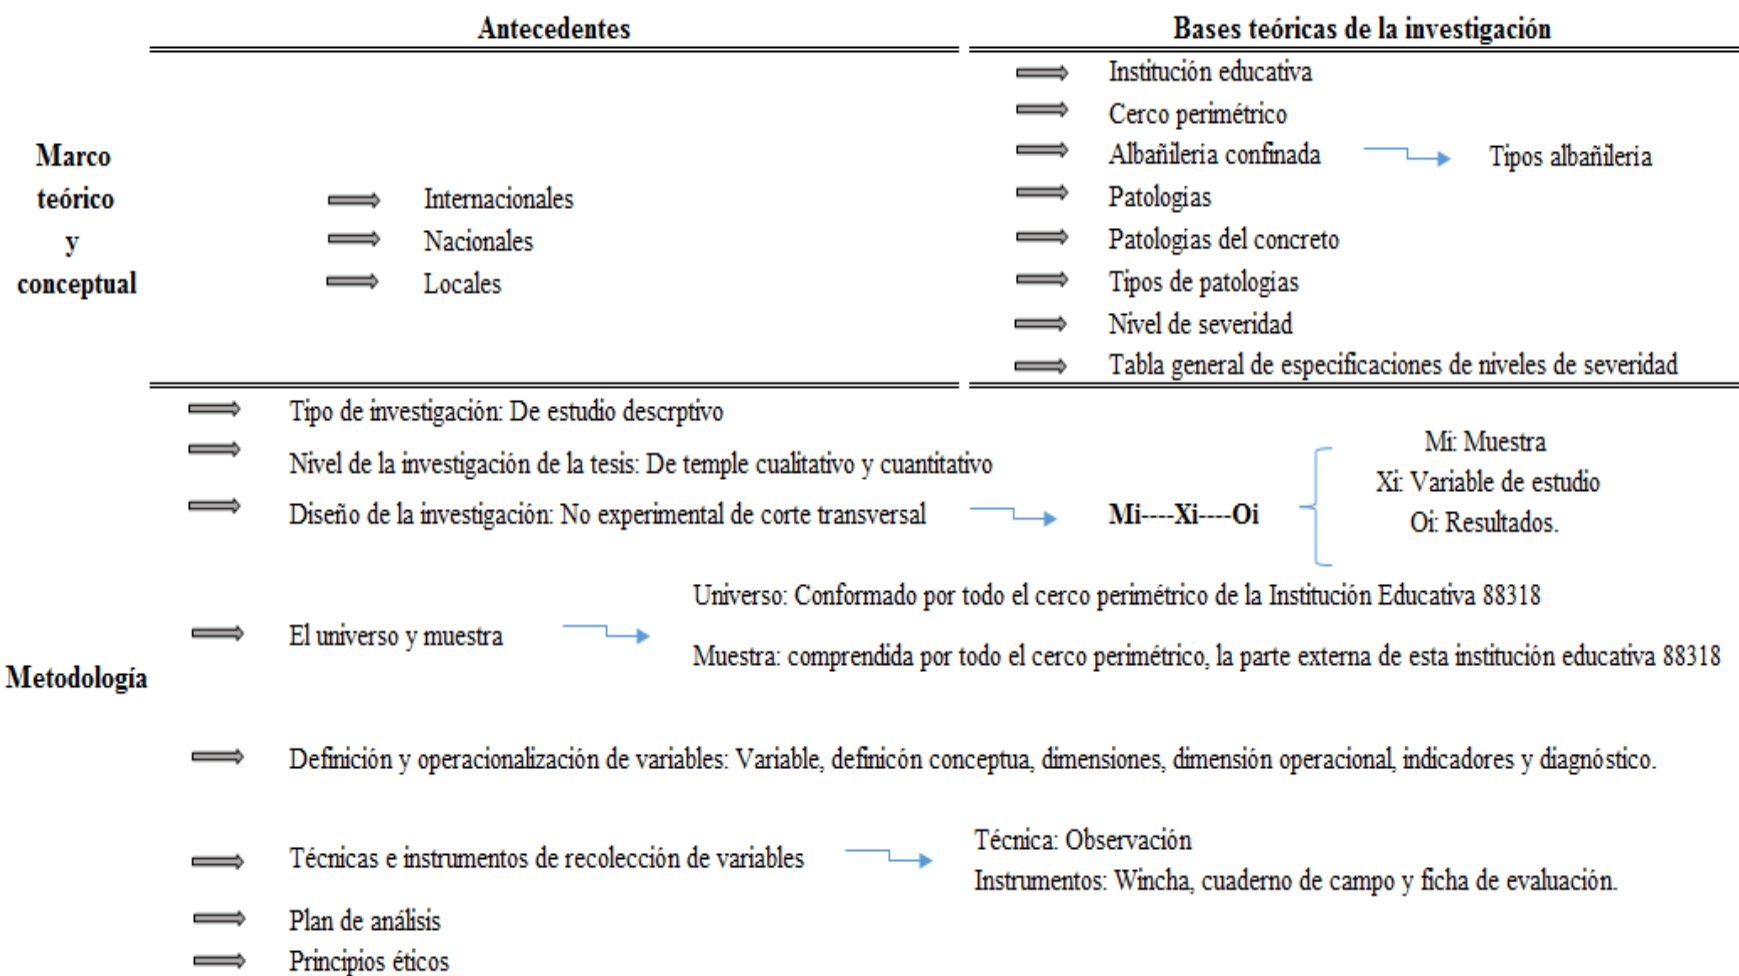 Antecedentes
Bases teóricas de la investigación
Marco
teórico
y
conceptual
Internacionales
Nacionales
Locales
Institución educativa
Cerco perimétrico
Albañilería confinada
Tipos albañilería
Patologías
Patologías del concreto
Tipos de patologías
Nivel de severidad
Tabla general de especificaciones de niveles de severidad
Metodología
Tipo de investigación: De estudio descrptivo
Nivel de la investigación de la tesis: De temple cualitativo y cuantitativo
Diseño de la investigación: No experimental de corte transversal
Mi----Xi----Oi
Mi: Muestra
Xi: Variable de estudio
Oi: Resultados.
El universo y muestra
Universo: Conformado por todo el cerco perimétrico de la Institución Educativa 88318
Muestra: comprendida por todo el cerco perimétrico, la parte externa de esta institución educativa 88318
Definición y operacionalización de variables: Variable, definicón conceptua, dimensiones, dimensión operacional, indicadores y diagnóstico.
Técnicas e instrumentos de recolección de variables
Técnica: Observación
Instrumentos: Wincha, cuaderno de campo y ficha de evaluación.
Plan de análisis
Principios éticos